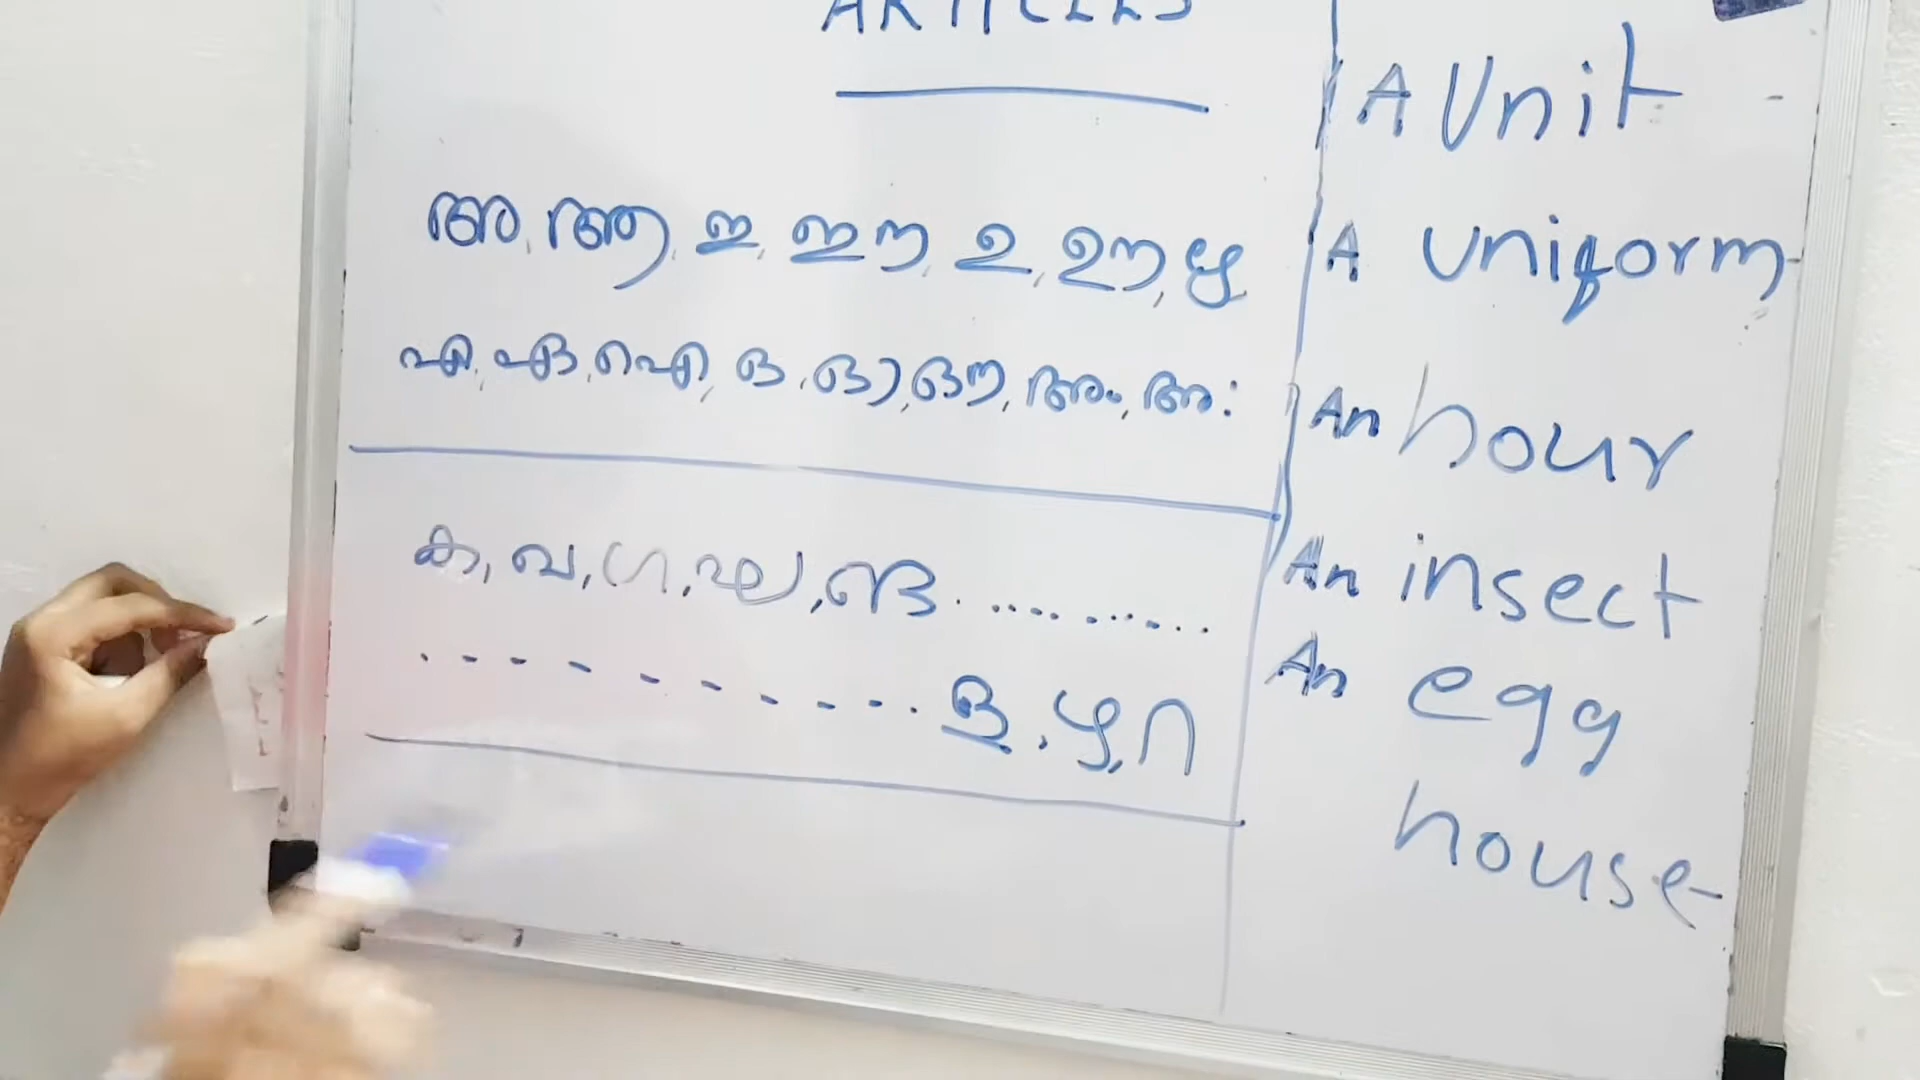 ARTICLES
അ, ആ, ഇ, ഈ, ഉ, ഊ, ഋ
എ, ഏ, ഐ, ഒ, ഓ, ഔ, അം, അഃ
ക, ഖ, ഗ, ഘ, ങ...........
............ള, ഴ, റ
A Unit
A uniform
An hour
An insect
An egg
house